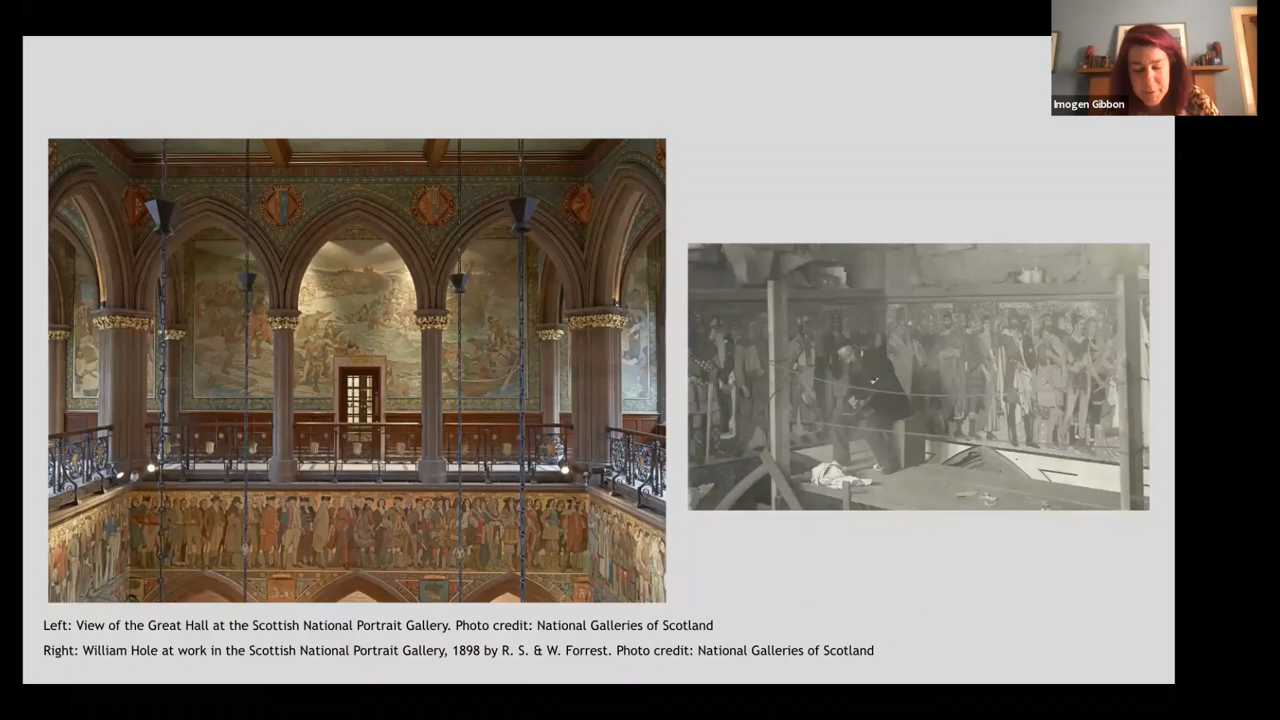 Imogen Gibbon
Left: View of the Great Hall at the Scottish National Portrait Gallery. Photo credit: National Galleries of Scotland
Right: William Hole at work in the Scottish National Portrait Gallery, 1898 by R. S. & W. Forrest. Photo credit: National Galleries of Scotland